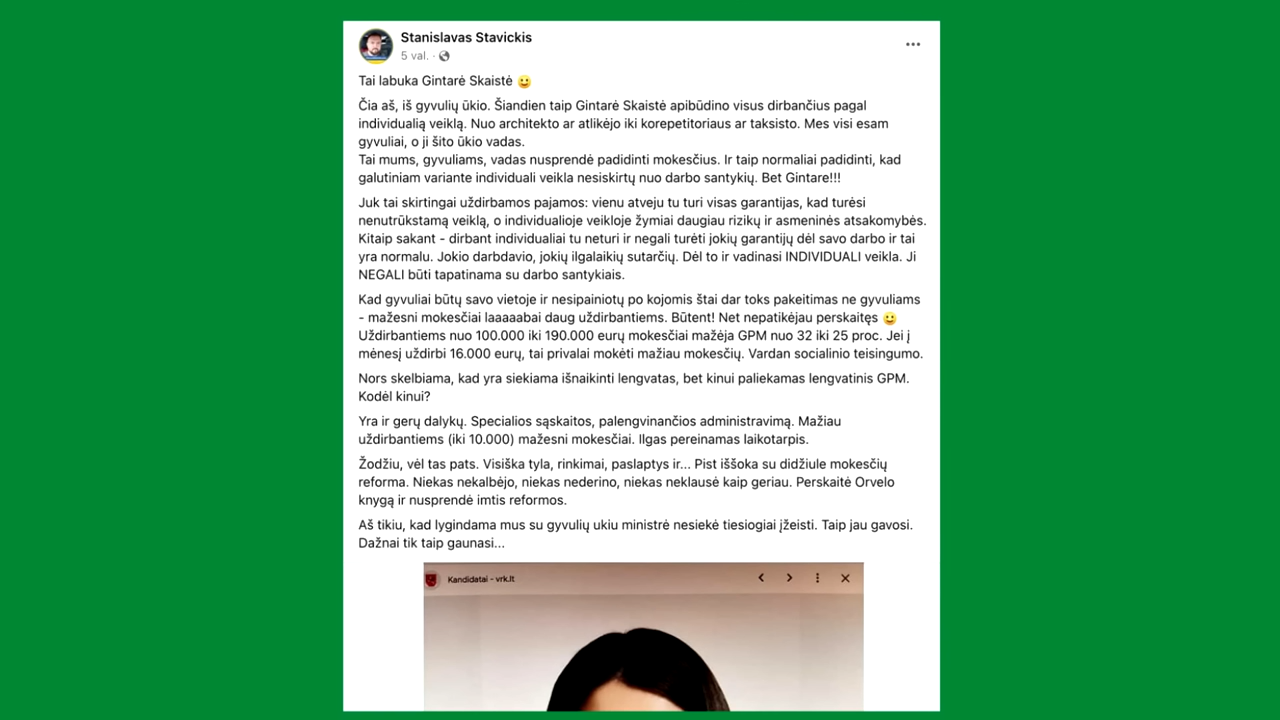 Stanislavas Stavickis
5 val. ·
Tai labuka Gintarė Skaistė 🙂
Čia aš, iš gyvulių ūkio. Šiandien taip Gintarė Skaistė apibūdino visus dirbančius pagal
individualią veiklą. Nuo architekto ar atlikėjo iki korepetitoriaus ar taksisto. Mes visi esam
gyvuliai, o ji šito ūkio vadas.
Tai mums, gyvuliams, vadas nusprendė padidinti mokesčius. Ir taip normaliai padidinti, kad
galutiniam variante individuali veikla nesiskirtų nuo darbo santykių. Bet Gintare!!!
Juk tai skirtingai uždirbamos pajamos: vienu atveju tu turi visas garantijas, kad turėsi
nenutrūkstamą veiklą, o individualioje veikloje žymiai daugiau rizikų ir asmeninės atsakomybės.
Kitaip sakant - dirbant individualiai tu neturi ir negali turėti jokių garantijų dėl savo darbo ir tai
yra normalu. Jokio darbdavio, jokių ilgalaikių sutarčių. Dėl to ir vadinasi INDIVIDUALI veikla. Ji
NEGALI būti tapatinama su darbo santykiais.
Kad gyvuliai būtų savo vietoje ir nesipainiotų po kojomis štai dar toks pakeitimas ne gyvuliams
- mažesni mokesčiai laaaaabai daug uždirbantiems. Būtent! Net nepatikėjau perskaitęs 🙂
Uždirbantiems nuo 100.000 iki 190.000 eurų mokesčiai mažėja GPM nuo 32 iki 25 proc. Jei į
mėnesį uždirbi 16.000 eurų, tai privalai mokėti mažiau mokesčių. Vardan socialinio teisingumo.
Nors skelbiama, kad yra siekiama išnaikinti lengvatas, bet kinui paliekamas lengvatinis GPM.
Kodėl kinui?
Yra ir gerų dalykų. Specialios sąskaitos, palengvinančios administravimą. Mažiau
uždirbantiems (iki 10.000) mažesni mokesčiai. Ilgas pereinamas laikotarpis.
Žodžiu, vėl tas pats. Visiška tyla, rinkimai, paslaptys ir... Pist iššoka su didžiule mokesčių
reforma. Niekas nekalbėjo, niekas nederino, niekas neklausė kaip geriau. Perskaitė Orvelo
knygą ir nusprendė imtis reformos.
Aš tikiu, kad lygindama mus su gyvulių ukiu ministrė nesiekė tiesiogiai įžeisti. Taip jau gavosi.
Dažnai tik taip gaunasi...
Kandidatai - vrk.lt